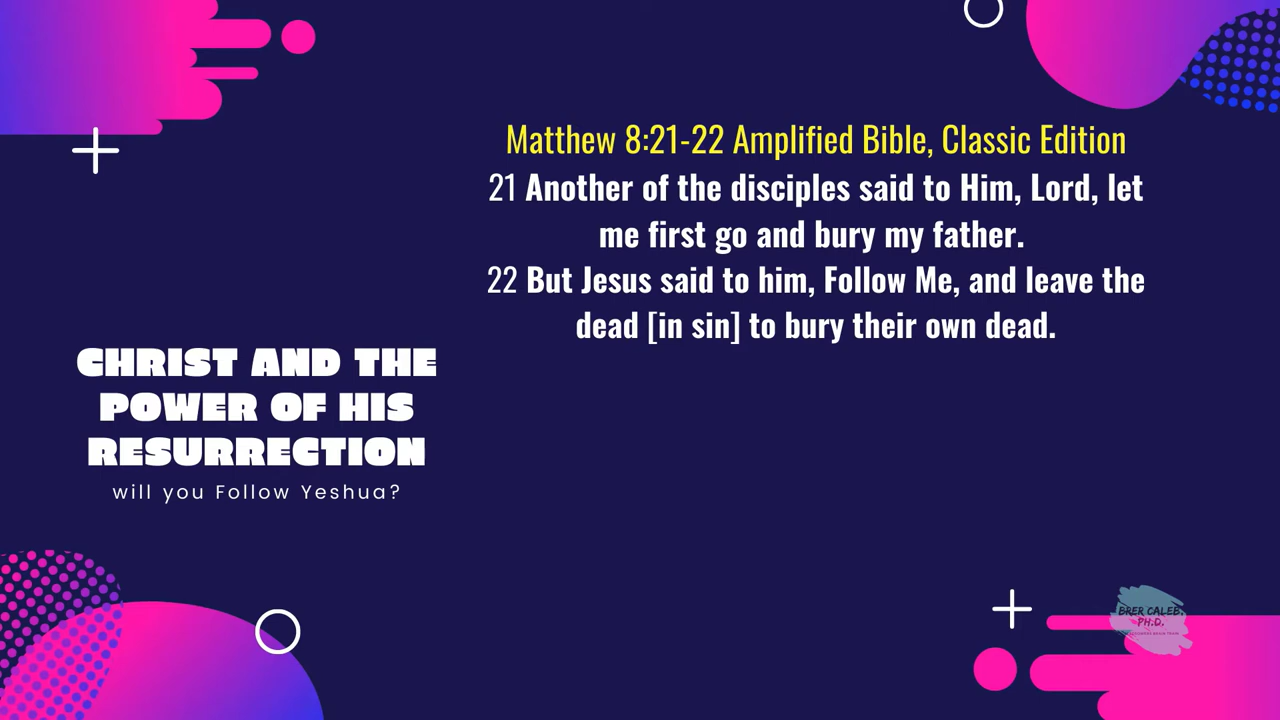 Matthew 8:21-22 Amplified Bible, Classic Edition
21 Another of the disciples said to Him, Lord, let
me first go and bury my father.
22 But Jesus said to him, Follow Me, and leave the
dead [in sin] to bury their own dead.
CHRIST AND THE
POWER OF HIS
RESURRECTION
will you Follow Yeshua?
BRER CALEB,
PH.D.